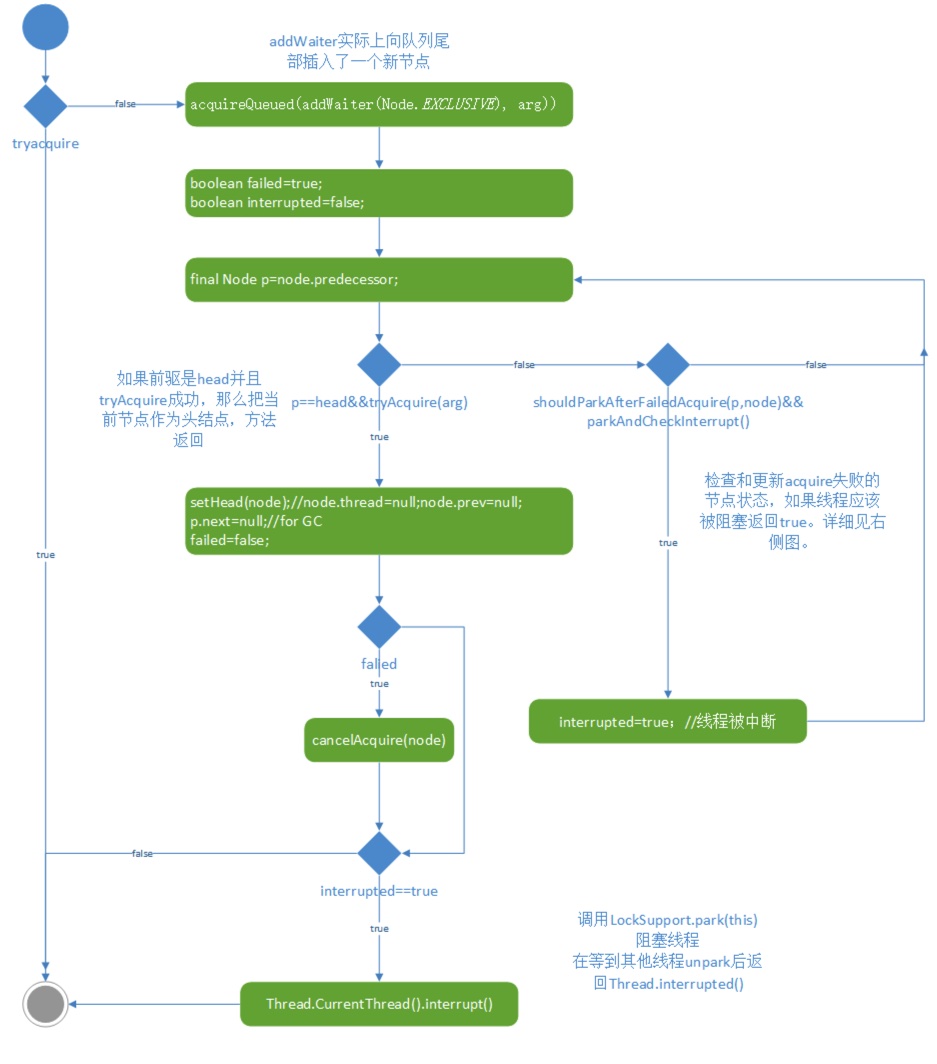 addWaiter实际上向队列尾
部插入了一个新节点
false
acquireQueued(addWaiter(Node.EXCLUSIVE), arg))
tryacquire
boolean failed=true;
boolean interrupted=false;
final Node p=node.predecessor;
false
false
如果前驱是head并且
tryAcquire成功，那么把当
前节点作为头结点，方法
返回
p==head&&tryAcquire(arg)
shouldParkAfterFailedAcquire(p,node)&&
parkAndCheckInterrupt()
true
检查和更新acquire失败的
节点状态，如果线程应该
被阻塞返回true。详细见右
侧图。
setHead(node);//node.thread=null;node.prev=null;
p.next=null;//for GC
failed=false;
true
true
falied
true
interrupted=true；//线程被中断
cancelAcquire(node)
false
interrupted==true
true
调用LockSupport.park(this)
阻塞线程
在等到其他线程unpark后返
回Thread.interrupted()
Thread.CurrentThread().interrupt()